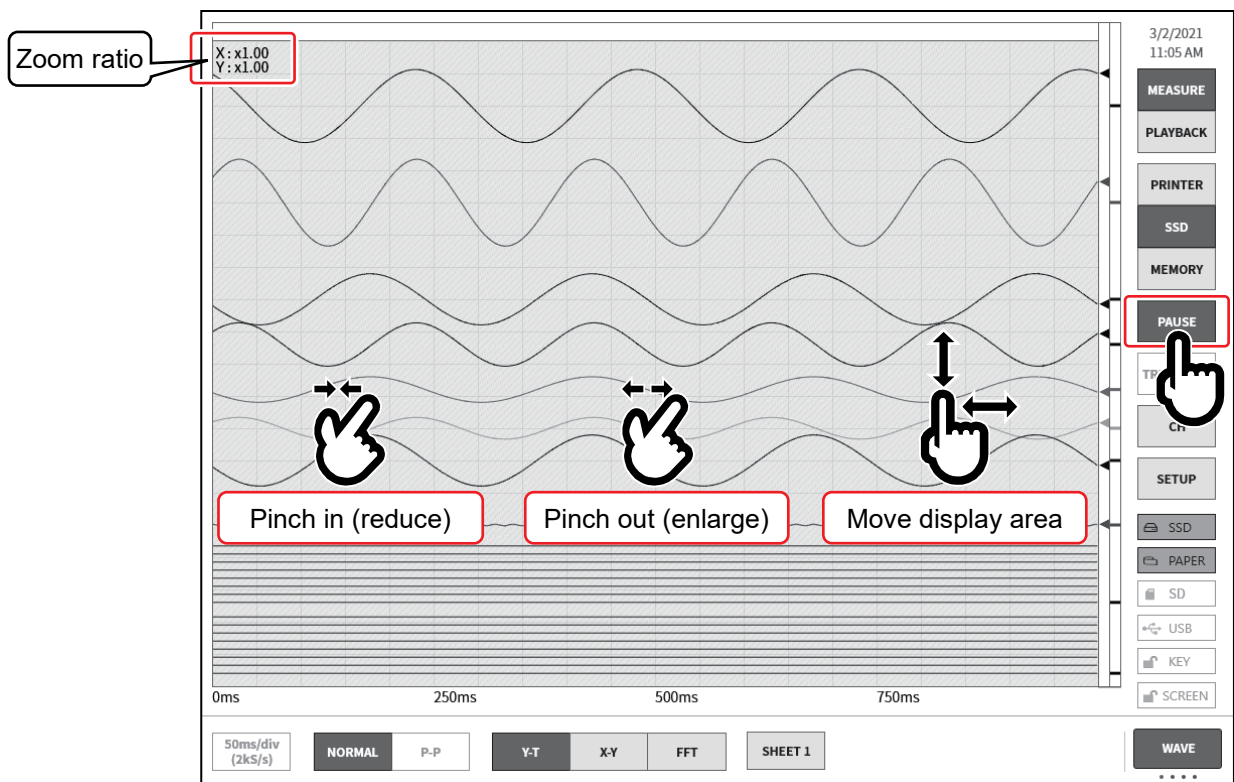 Zoom ratio
X:x1.00
Y:x1.00
3/2/2021
11:05 AM
MEASURE
PLAYBACK
PRINTER
SSD
MEMORY
PAUSE
CH
SETUP
SSD
PAPER
SD
USB
KEY
SCREEN
Pinch in (reduce)
Pinch out (enlarge)
Move display area
0ms
250ms
500ms
750ms
50ms/div
(2kS/s)
NORMAL
P-P
Y-T
X-Y
FFT
SHEET 1
WAVE